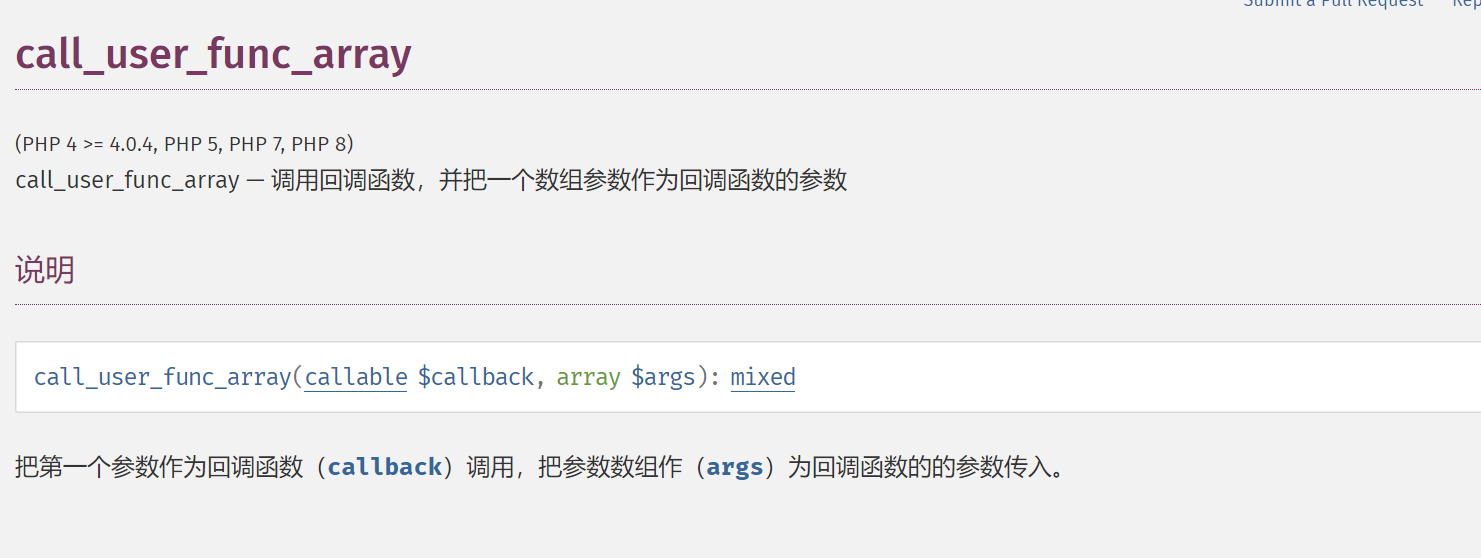 Submit a Pull Request Rep
call_user_func_array
(PHP 4 >= 4.0.4, PHP 5, PHP 7, PHP 8)
call_user_func_array — 调用回调函数，并把一个数组参数作为回调函数的参数
说明
call_user_func_array(callable $callback, array $args): mixed
把第一个参数作为回调函数（callback）调用，把参数数组作（args）为回调函数的的参数传入。